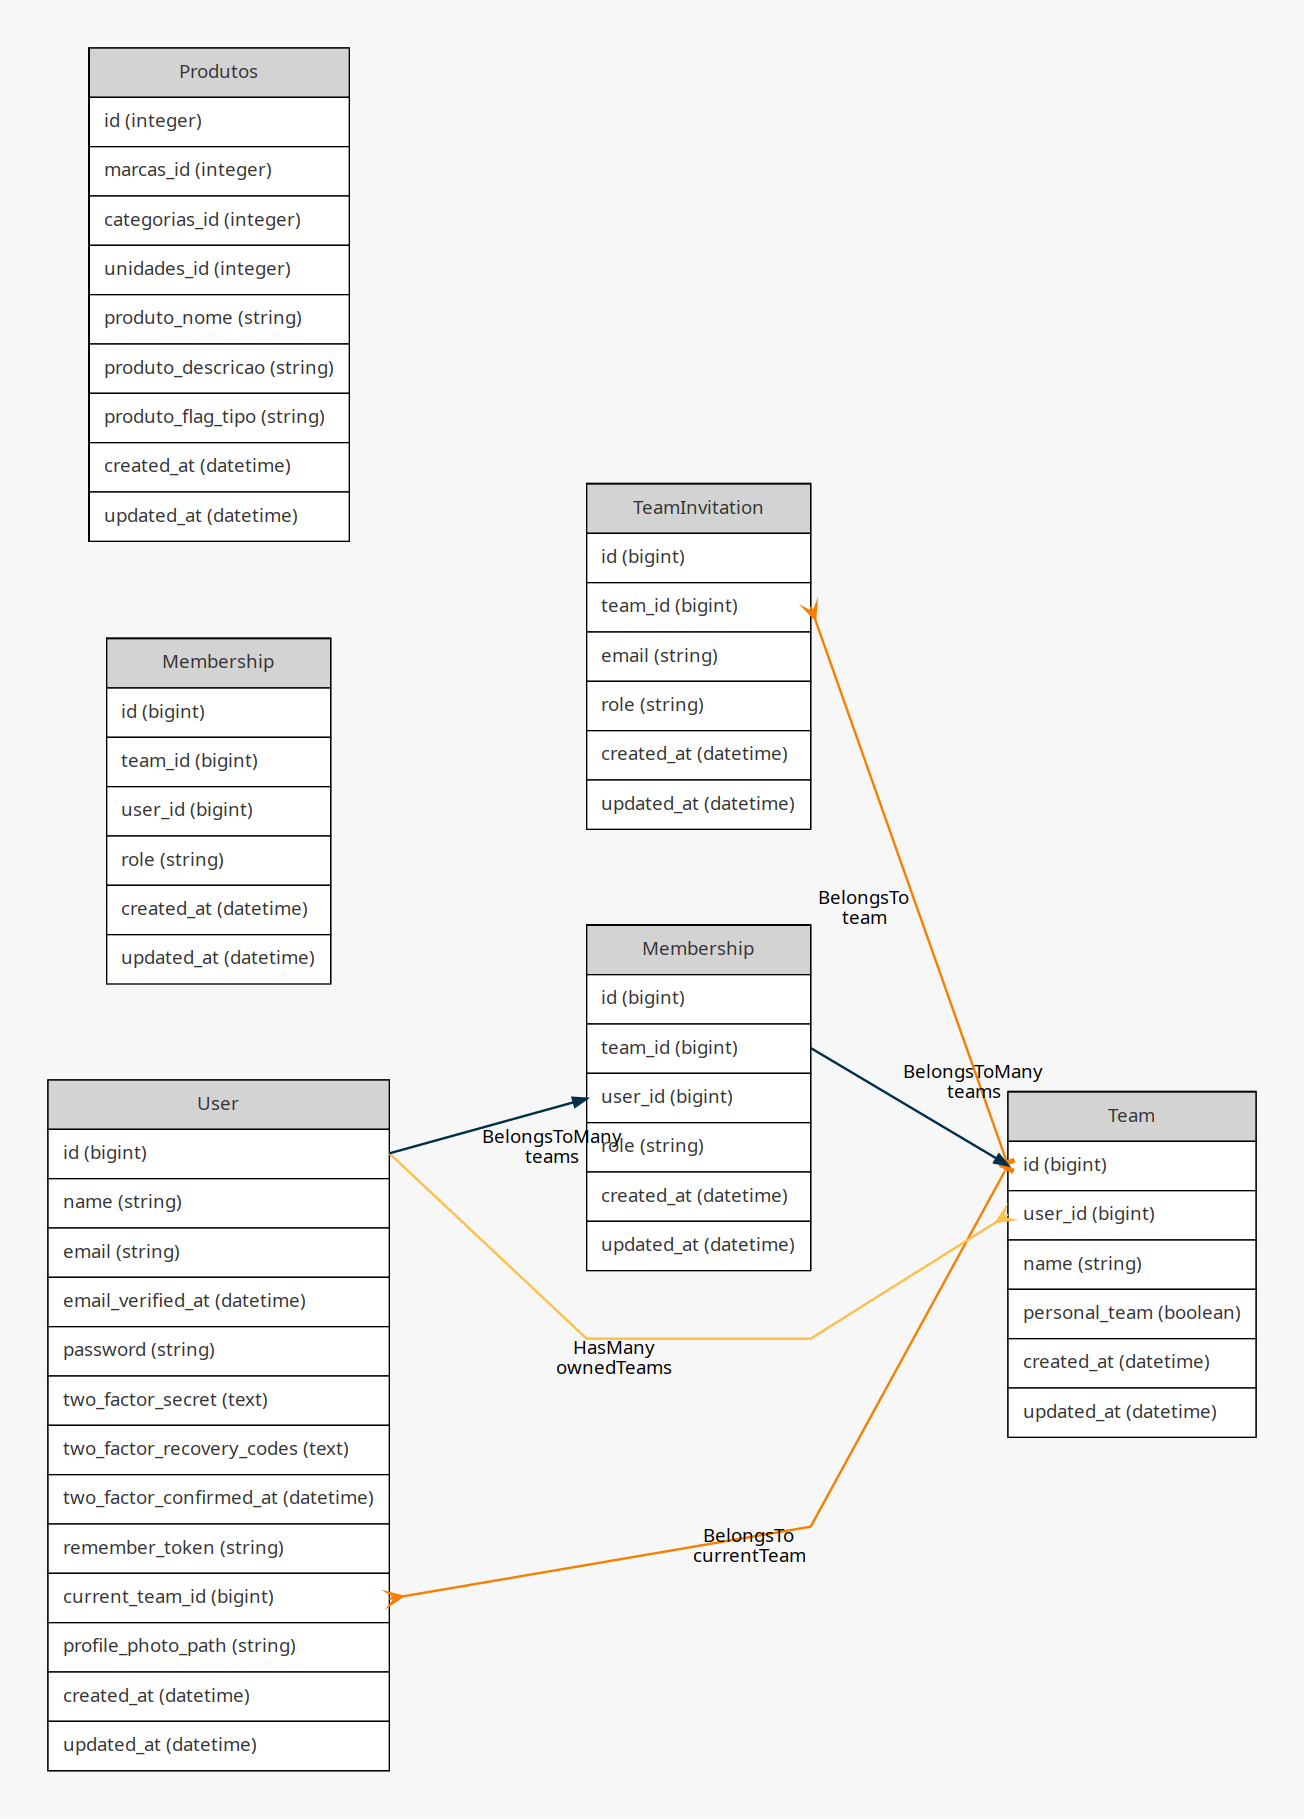 Produtos
id (integer)
marcas_id (integer)
categorias_id (integer)
unidades_id (integer)
produto_nome (string)
produto_descricao (string)
produto_flag_tipo (string)
created_at (datetime)
updated_at (datetime)
TeamInvitation
id (bigint)
team_id (bigint)
email (string)
role (string)
created_at (datetime)
updated_at (datetime)
Membership
id (bigint)
team_id (bigint)
user_id (bigint)
role (string)
created_at (datetime)
updated_at (datetime)
BelongsTo
team
Membership
id (bigint)
team_id (bigint)
user_id (bigint)
role (string)
created_at (datetime)
updated_at (datetime)
BelongsToMany
teams
BelongsToMany
teams
User
id (bigint)
name (string)
email (string)
email_verified_at (datetime)
password (string)
two_factor_secret (text)
two_factor_recovery_codes (text)
two_factor_confirmed_at (datetime)
remember_token (string)
current_team_id (bigint)
profile_photo_path (string)
created_at (datetime)
updated_at (datetime)
Team
id (bigint)
user_id (bigint)
name (string)
personal_team (boolean)
created_at (datetime)
updated_at (datetime)
HasMany
ownedTeams
BelongsTo
currentTeam